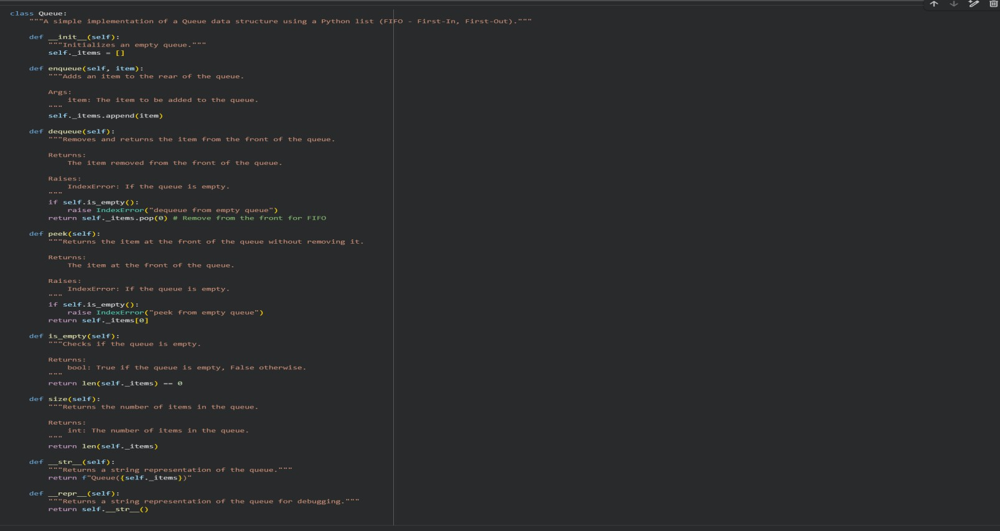 class Queue:
    """A simple implementation of a Queue data structure using a Python list (FIFO - First-In, First-Out)."""

    def __init__(self):
        """Initializes an empty queue."""
        self._items = []

    def enqueue(self, item):
        """Adds an item to the rear of the queue.

        Args:
            item: The item to be added to the queue.
        """
        self._items.append(item)

    def dequeue(self):
        """Removes and returns the item from the front of the queue.

        Returns:
            The item removed from the front of the queue.

        Raises:
            IndexError: If the queue is empty.
        """
        if self.is_empty():
            raise IndexError("dequeue from empty queue")
        return self._items.pop(0) # Remove from the front for FIFO

    def peek(self):
        """Returns the item at the front of the queue without removing it.

        Returns:
            The item at the front of the queue.

        Raises:
            IndexError: If the queue is empty.
        """
        if self.is_empty():
            raise IndexError("peek from empty queue")
        return self._items[0]

    def is_empty(self):
        """Checks if the queue is empty.

        Returns:
            bool: True if the queue is empty, False otherwise.
        """
        return len(self._items) == 0

    def size(self):
        """Returns the number of items in the queue.

        Returns:
            int: The number of items in the queue.
        """
        return len(self._items)

    def __str__(self):
        """Returns a string representation of the queue."""
        return f"Queue({self._items})"

    def __repr__(self):
        """Returns a string representation of the queue for debugging."""
        return self.__str__()